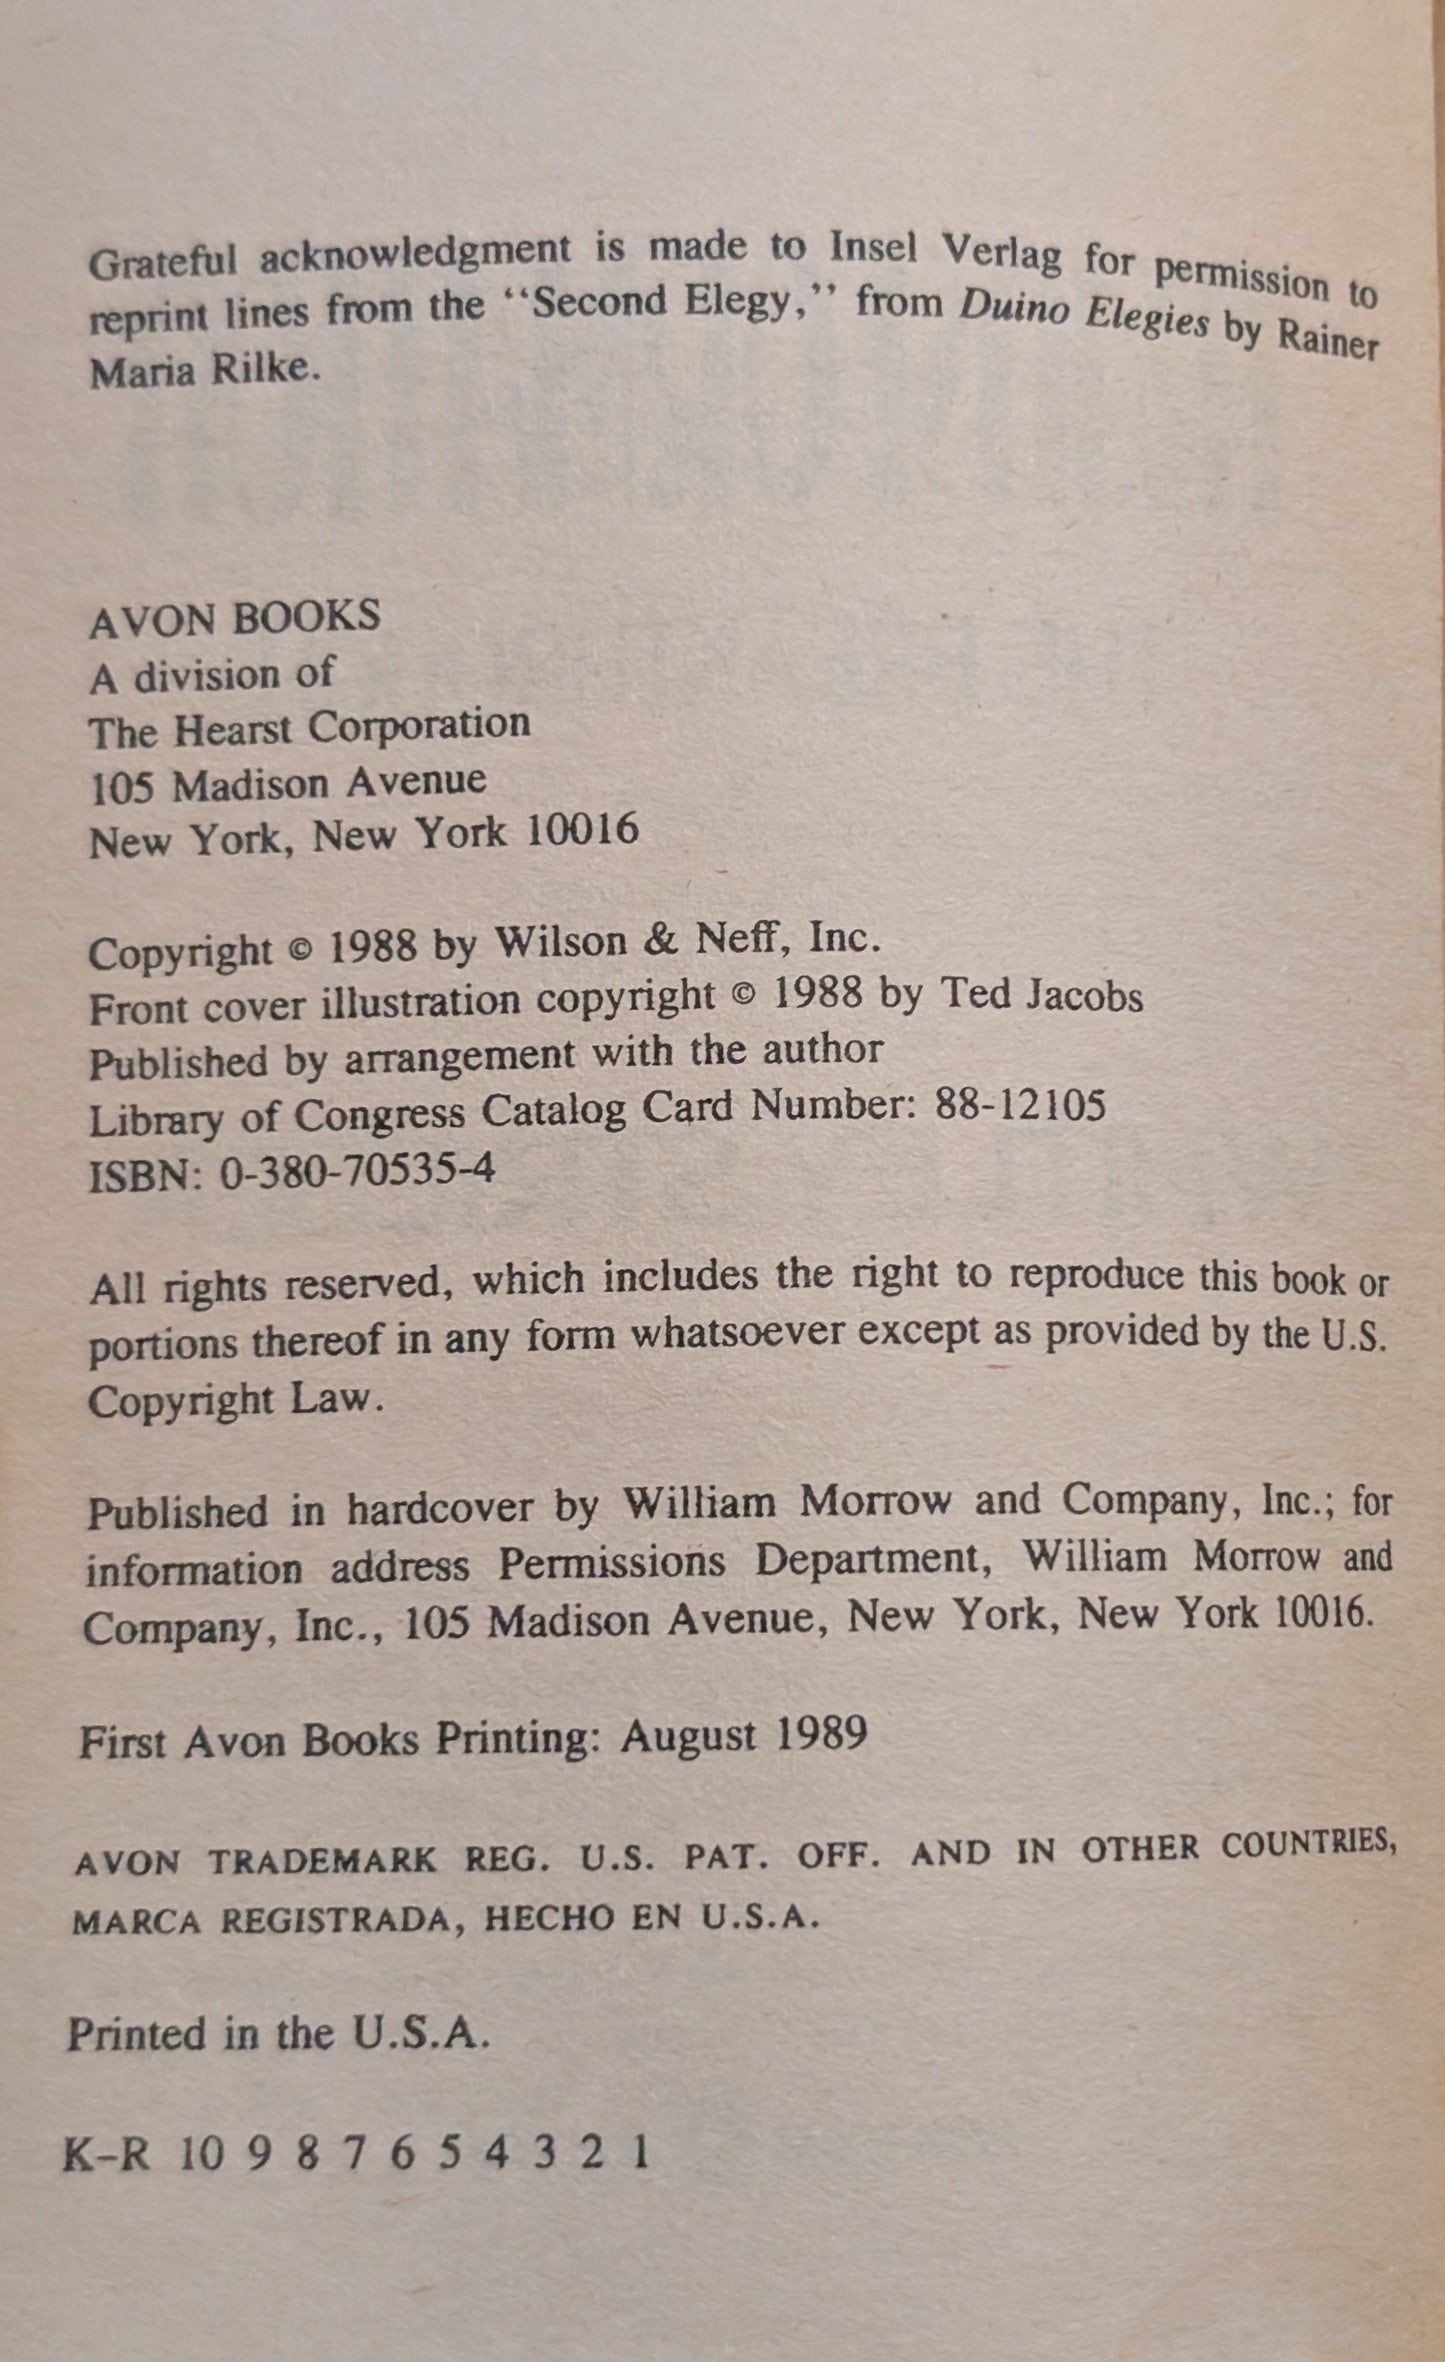 Grateful acknowledgment is made to Insel Verlag for permission to
reprint lines from the “Second Elegy,” from Duino Elegies by Rainer
Maria Rilke.
AVON BOOKS
A division of
The Hearst Corporation
105 Madison Avenue
New York, New York 10016
Copyright © 1988 by Wilson & Neff, Inc.
Front cover illustration copyright © 1988 by Ted Jacobs
Published by arrangement with the author
Library of Congress Catalog Card Number: 88-12105
ISBN: 0-380-70535-4
All rights reserved, which includes the right to reproduce this book or
portions thereof in any form whatsoever except as provided by the U.S.
Copyright Law.
Published in hardcover by William Morrow and Company, Inc.; for
information address Permissions Department, William Morrow and
Company, Inc., 105 Madison Avenue, New York, New York 10016.
First Avon Books Printing: August 1989
AVON TRADEMARK REG. U.S. PAT. OFF. AND IN OTHER COUNTRIES,
MARCA REGISTRADA, HECHO EN U.S.A.
Printed in the U.S.A.
K–R 10 9 8 7 6 5 4 3 2 1